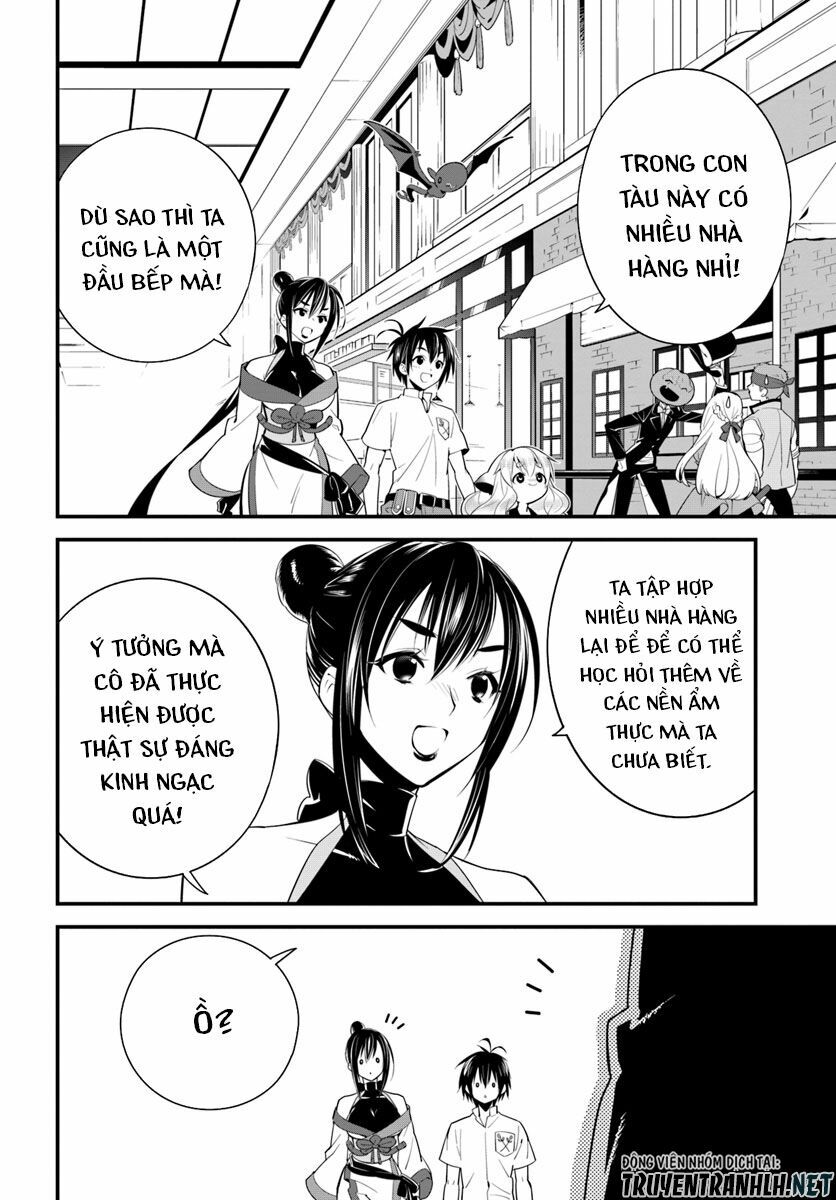 TRONG CON
TÀU NÀY CÓ
NHIỀU NHÀ
HÀNG NHỈ!
DÙ SAO THÌ TA
CŨNG LÀ MỘT
ĐẦU BẾP MÀ!
TA TẬP HỢP
NHIỀU NHÀ HÀNG
LẠI ĐỂ ĐỂ CÓ THỂ
HỌC HỎI THÊM VỀ
CÁC NỀN ẨM
THỰC MÀ TA
CHƯA BIẾT.
Ý TƯỞNG MÀ
CÔ ĐÃ THỰC
HIỆN ĐƯỢC
THẬT SỰ ĐÁNG
KINH NGẠC
QUÁ!
Ồ?
ĐỘNG VIÊN NHÓM DỊCH TẠI:
TRUYENTRANHLH.NET